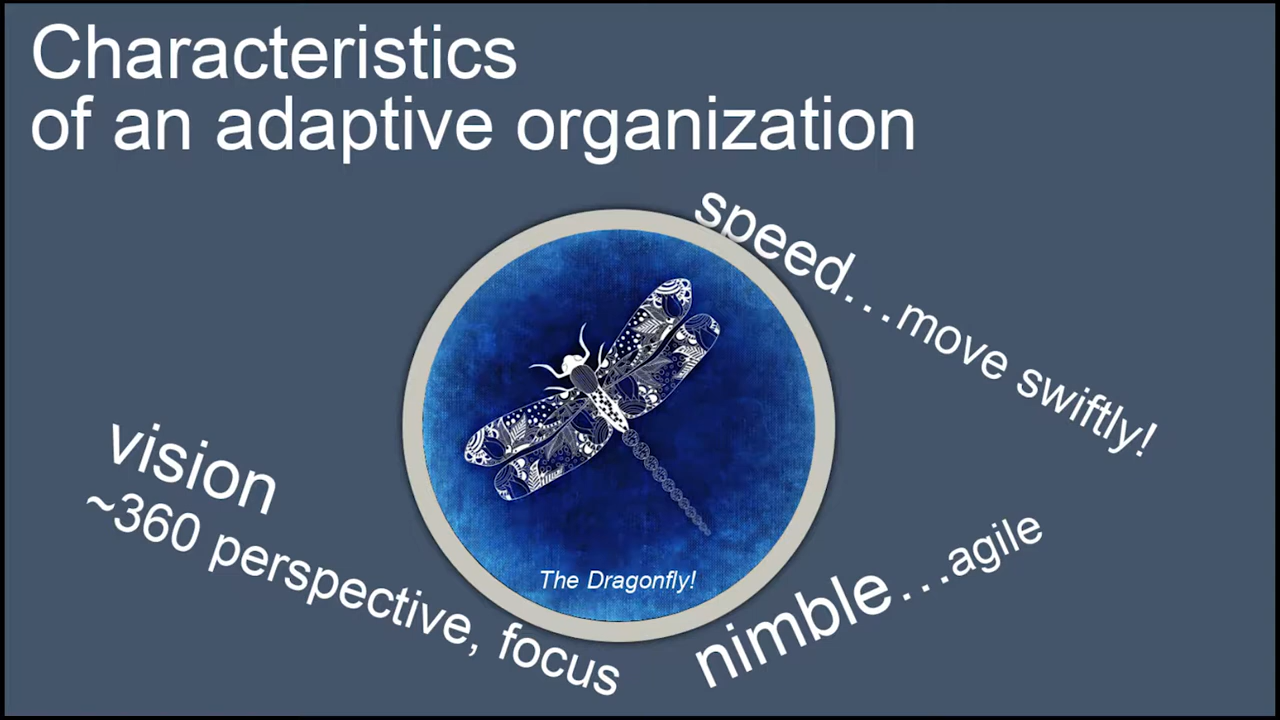 Characteristics
of an adaptive organization
speed...move swiftly!
vision
~360 perspective, focus
The Dragonfly!
nimble...agile